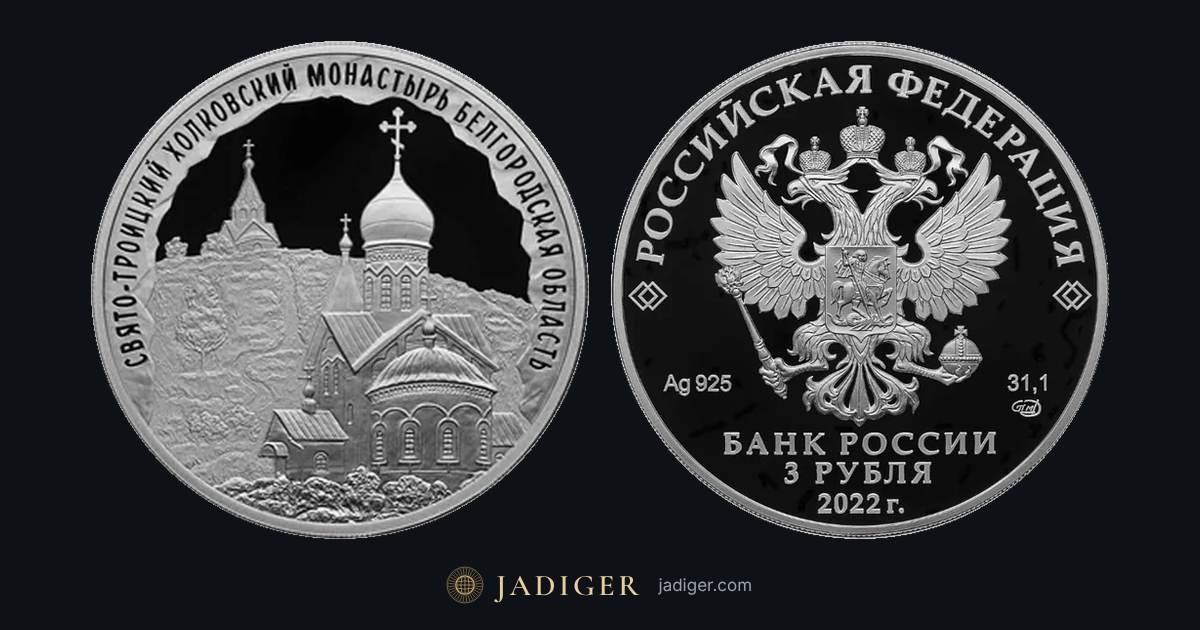 СВЯТО-ТРОИЦКИЙ ХОЛКОВСКИЙ МОНАСТЫРЬ БЕЛГОРОДСКАЯ ОБЛАСТЬ
РОССИЙСКАЯ ФЕДЕРАЦИЯ
Ag 925
31,1
БАНК РОССИИ
3 РУБЛЯ
2022 г.
JADIGER
jadiger.com